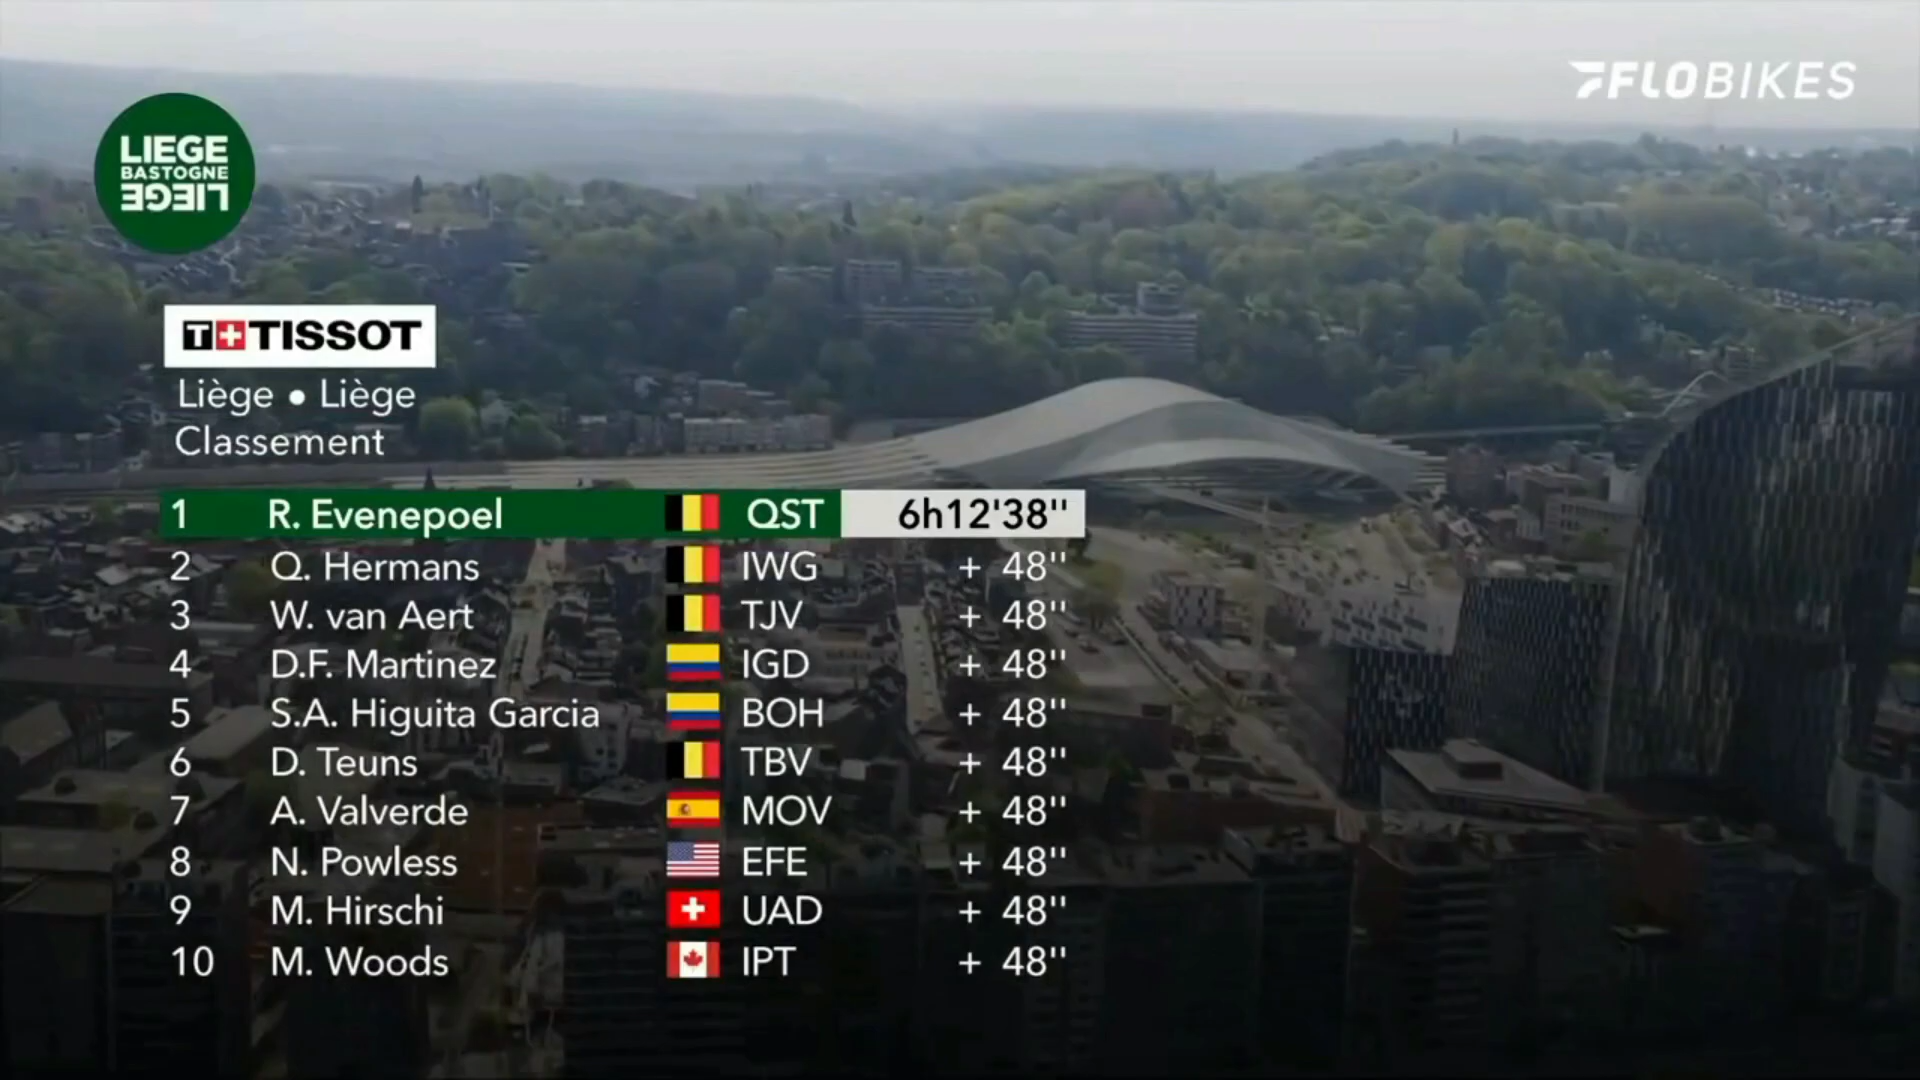 FLOBIKES
LIEGE
BASTOGNE
LIEGE
T+TISSOT
Liège • Liège
Classement
1 R. Evenepoel QST 6h12'38''
2 Q. Hermans IWG + 48''
3 W. van Aert TJV + 48''
4 D.F. Martinez IGD + 48''
5 S.A. Higuita Garcia BOH + 48''
6 D. Teuns TBV + 48''
7 A. Valverde MOV + 48''
8 N. Powless EFE + 48''
9 M. Hirschi UAD + 48''
10 M. Woods IPT + 48''